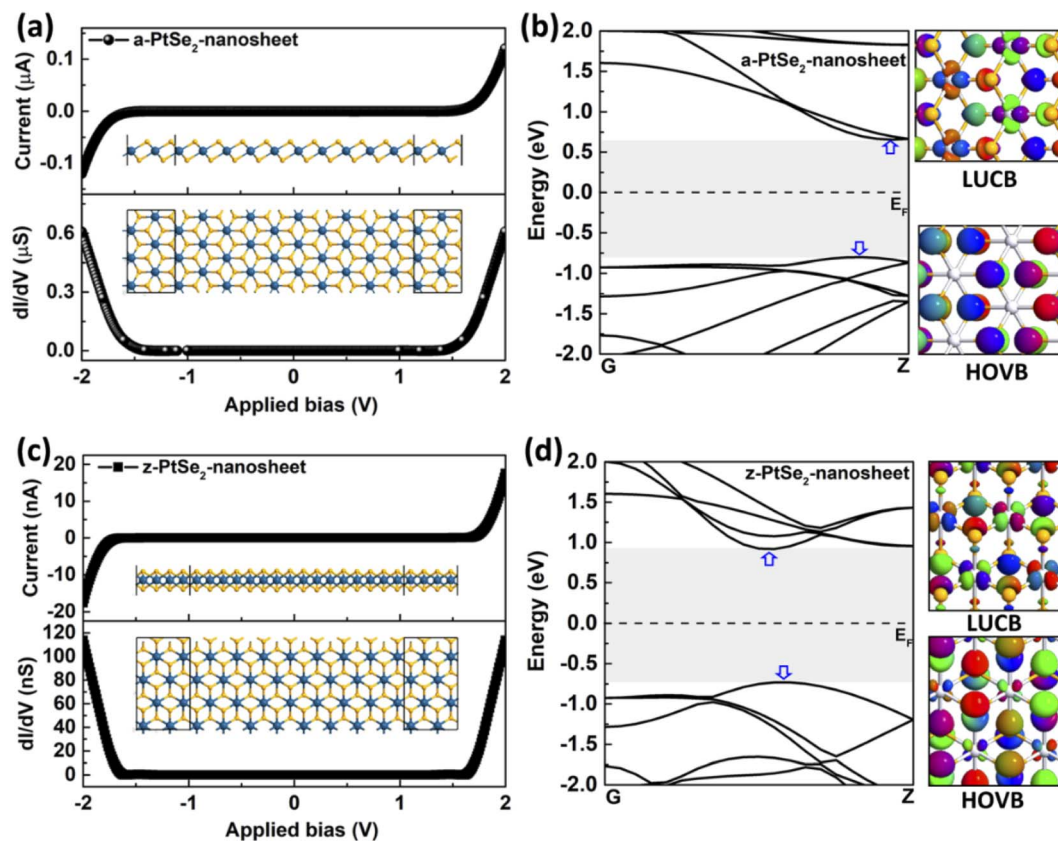 (a)
a-PtSe2-nanosheet
Current (μA)
0.1
0.0
-0.1
dI/dV (μS)
0.6
0.3
0.0
-2
-1
0
1
2
Applied bias (V)
(b)
a-PtSe2-nanosheet
Energy (eV)
2.0
1.5
1.0
0.5
0.0
-0.5
-1.0
-1.5
-2.0
EF
G
Z
LUCB
HOVB
(c)
z-PtSe2-nanosheet
Current (nA)
20
10
0
-10
-20
dI/dV (nS)
120
100
80
60
40
20
0
-2
-1
0
1
2
Applied bias (V)
(d)
z-PtSe2-nanosheet
Energy (eV)
2.0
1.5
1.0
0.5
0.0
-0.5
-1.0
-1.5
-2.0
EF
G
Z
LUCB
HOVB